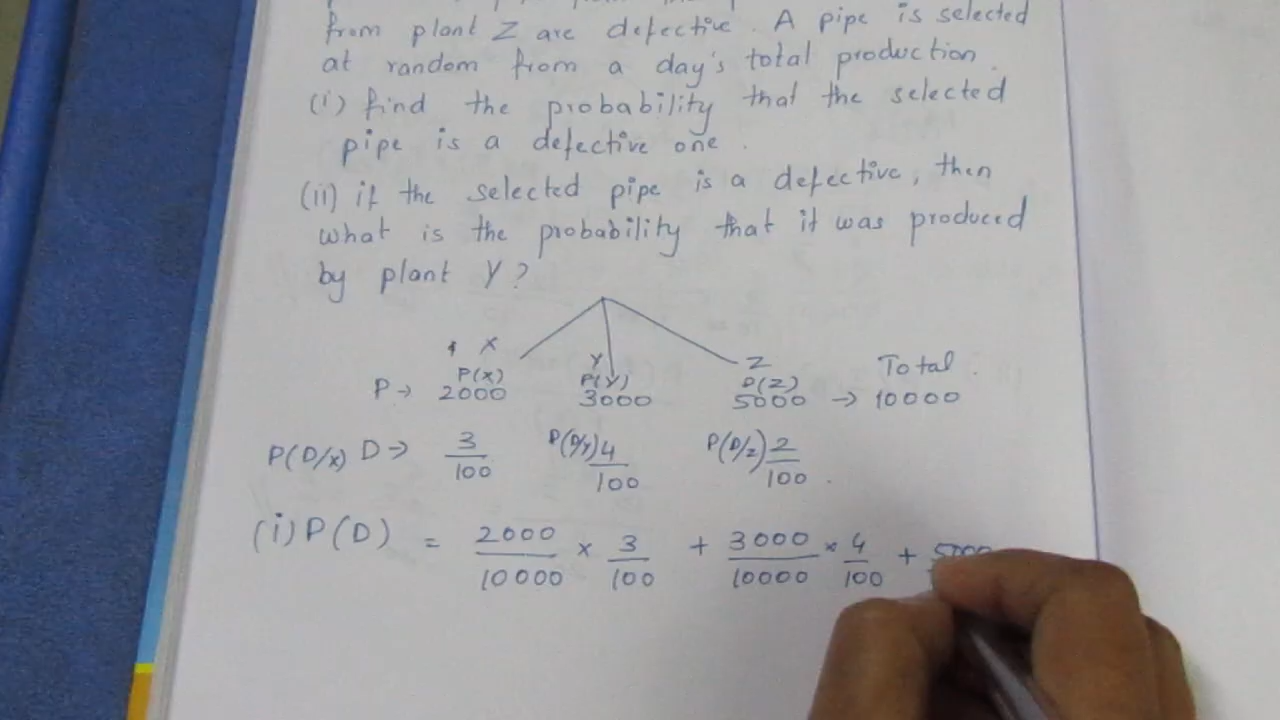 from plant Z are defective. A pipe is selected
at random from a day's total production.
(i) find the probability that the selected
pipe is a defective one.
(ii) if the selected pipe is a defective, then
what is the probability that it was produced
by plant Y?
X Y Z Total
P(X) P(Y) P(Z)
P → 2000 3000 5000 → 10000
P(D/X) D → 3/100 P(D/Y) 4/100 P(D/Z) 2/100.
(i) P(D) = 2000/10000 × 3/100 + 3000/10000 × 4/100 + 5000